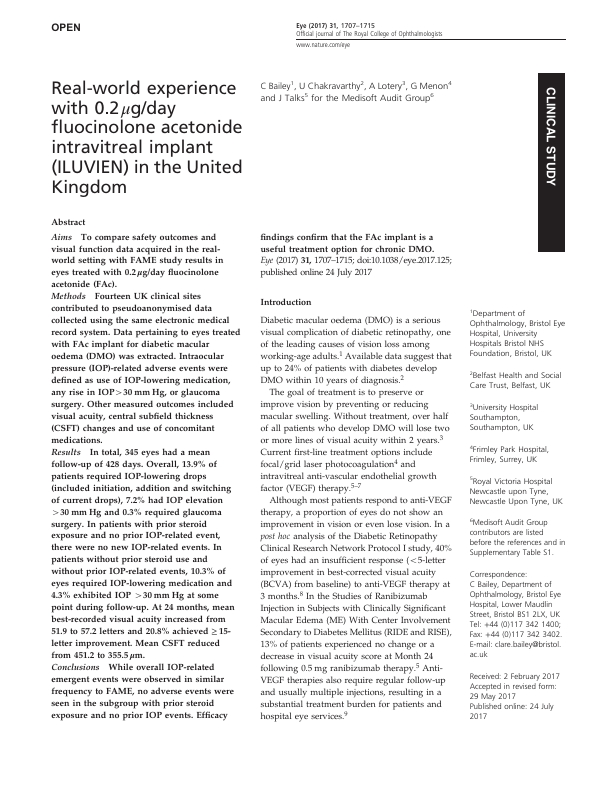 OPEN
Eye (2017) 31, 1707–1715
Official journal of The Royal College of Ophthalmologists
www.nature.com/eye
Real-world experience
with 0.2 μg/day
fluocinolone acetonide
intravitreal implant
(ILUVIEN) in the United
Kingdom
C Bailey1, U Chakravarthy2, A Lotery3, G Menon4
and J Talks5 for the Medisoft Audit Group6
CLINICAL STUDY
Abstract
Aims To compare safety outcomes and
visual function data acquired in the real-
world setting with FAME study results in
eyes treated with 0.2 μg/day fluocinolone
acetonide (FAc).
Methods Fourteen UK clinical sites
contributed to pseudoanonymised data
collected using the same electronic medical
record system. Data pertaining to eyes treated
with FAc implant for diabetic macular
oedema (DMO) was extracted. Intraocular
pressure (IOP)-related adverse events were
defined as use of IOP-lowering medication,
any rise in IOP>30 mm Hg, or glaucoma
surgery. Other measured outcomes included
visual acuity, central subfield thickness
(CSFT) changes and use of concomitant
medications.
Results In total, 345 eyes had a mean
follow-up of 428 days. Overall, 13.9% of
patients required IOP-lowering drops
(included initiation, addition and switching
of current drops), 7.2% had IOP elevation
>30 mm Hg and 0.3% required glaucoma
surgery. In patients with prior steroid
exposure and no prior IOP-related event,
there were no new IOP-related events. In
patients without prior steroid use and
without prior IOP-related events, 10.3% of
eyes required IOP-lowering medication and
4.3% exhibited IOP >30 mm Hg at some
point during follow-up. At 24 months, mean
best-recorded visual acuity increased from
51.9 to 57.2 letters and 20.8% achieved ≥15-
letter improvement. Mean CSFT reduced
from 451.2 to 355.5 μm.
Conclusions While overall IOP-related
emergent events were observed in similar
frequency to FAME, no adverse events were
seen in the subgroup with prior steroid
exposure and no prior IOP events. Efficacy
findings confirm that the FAc implant is a
useful treatment option for chronic DMO.
Eye (2017) 31, 1707–1715; doi:10.1038/eye.2017.125;
published online 24 July 2017
Introduction
Diabetic macular oedema (DMO) is a serious
visual complication of diabetic retinopathy, one
of the leading causes of vision loss among
working-age adults.1 Available data suggest that
up to 24% of patients with diabetes develop
DMO within 10 years of diagnosis.2
The goal of treatment is to preserve or
improve vision by preventing or reducing
macular swelling. Without treatment, over half
of all patients who develop DMO will lose two
or more lines of visual acuity within 2 years.3
Current first-line treatment options include
focal/grid laser photocoagulation4 and
intravitreal anti-vascular endothelial growth
factor (VEGF) therapy.5–7
Although most patients respond to anti-VEGF
therapy, a proportion of eyes do not show an
improvement in vision or even lose vision. In a
post hoc analysis of the Diabetic Retinopathy
Clinical Research Network Protocol I study, 40%
of eyes had an insufficient response (<5-letter
improvement in best-corrected visual acuity
(BCVA) from baseline) to anti-VEGF therapy at
3 months.8 In the Studies of Ranibizumab
Injection in Subjects with Clinically Significant
Macular Edema (ME) With Center Involvement
Secondary to Diabetes Mellitus (RIDE and RISE),
13% of patients experienced no change or a
decrease in visual acuity score at Month 24
following 0.5 mg ranibizumab therapy.5 Anti-
VEGF therapies also require regular follow-up
and usually multiple injections, resulting in a
substantial treatment burden for patients and
hospital eye services.9
1Department of
Ophthalmology, Bristol Eye
Hospital, University
Hospitals Bristol NHS
Foundation, Bristol, UK
2Belfast Health and Social
Care Trust, Belfast, UK
3University Hospital
Southampton,
Southampton, UK
4Frimley Park Hospital,
Frimley, Surrey, UK
5Royal Victoria Hospital
Newcastle upon Tyne,
Newcastle Upon Tyne, UK
6Medisoft Audit Group
contributors are listed
before the references and in
Supplementary Table S1.
Correspondence:
C Bailey, Department of
Ophthalmology, Bristol Eye
Hospital, Lower Maudlin
Street, Bristol BS1 2LX, UK
Tel: +44 (0)117 342 1400;
Fax: +44 (0)117 342 3402.
E-mail: clare.bailey@bristol.
ac.uk
Received: 2 February 2017
Accepted in revised form:
29 May 2017
Published online: 24 July
2017